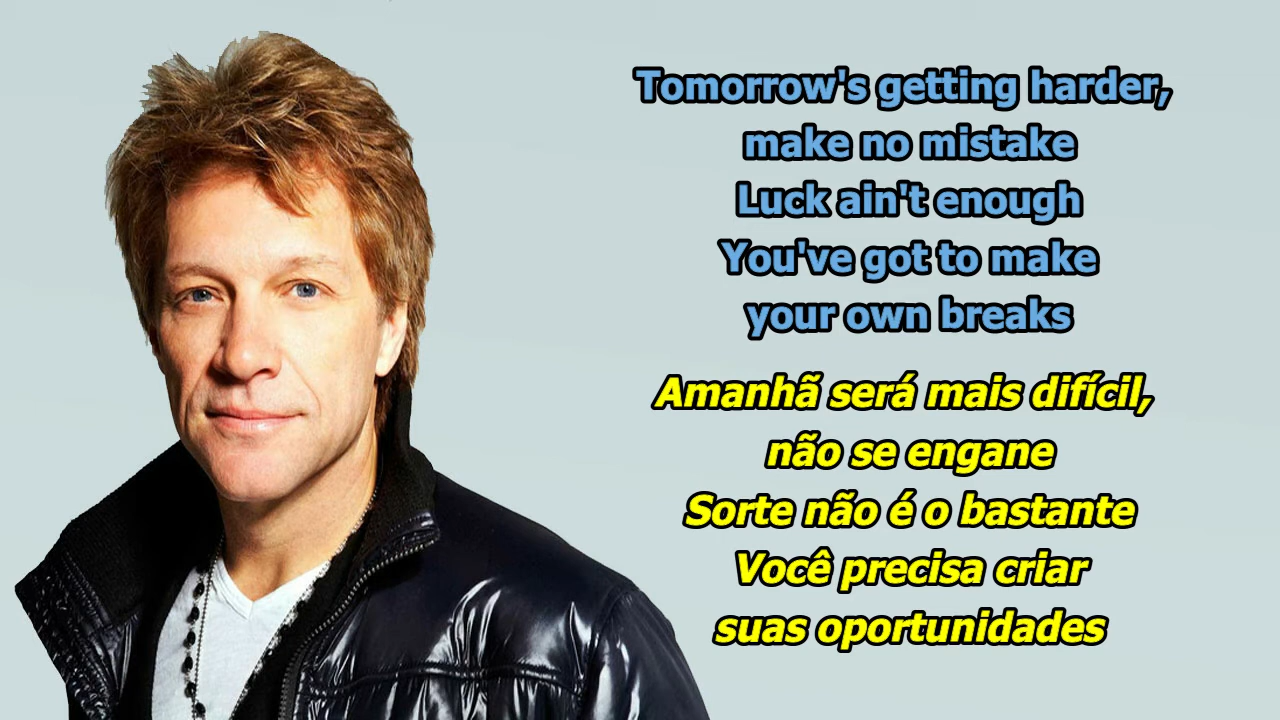 Tomorrow's getting harder,
make no mistake
Luck ain't enough
You've got to make
your own breaks
Amanhã será mais difícil,
não se engane
Sorte não é o bastante
Você precisa criar
suas oportunidades